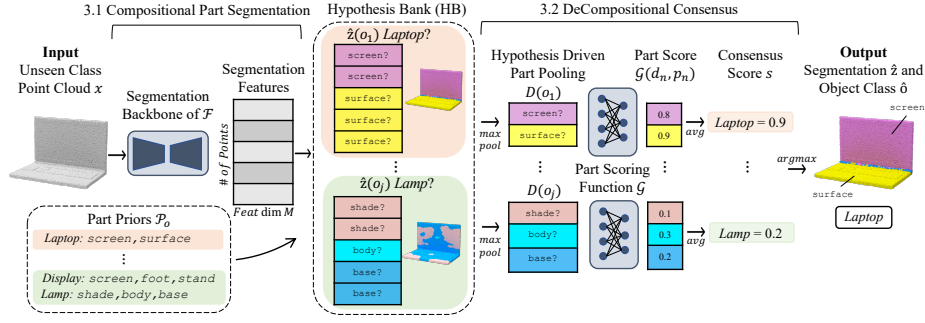 3.1 Compositional Part Segmentation
Hypothesis Bank (HB)
3.2 DeCompositional Consensus
Input
Unseen Class
Point Cloud x
Segmentation
Backbone of ℱ
Segmentation
Features
# of Points
Feat dim M
Part Priors 𝒫ₒ
Laptop: screen,surface
⋮
Display: screen,foot,stand
Lamp: shade,body,base
ẑ(o₁) Laptop?
screen?
screen?
surface?
surface?
surface?
⋮
ẑ(oⱼ) Lamp?
shade?
shade?
body?
base?
base?
max
pool
max
pool
Hypothesis Driven
Part Pooling
D(o₁)
screen?
surface?
⋮
D(oⱼ)
shade?
body?
base?
Part Scoring
Function 𝒢
Part Score
𝒢(dₙ, pₙ)
0.8
0.9
⋮
0.1
0.3
0.2
avg
avg
Consensus
Score s
Laptop = 0.9
⋮
Lamp = 0.2
argmax
Output
Segmentation ẑ and
Object Class ô
screen
surface
Laptop